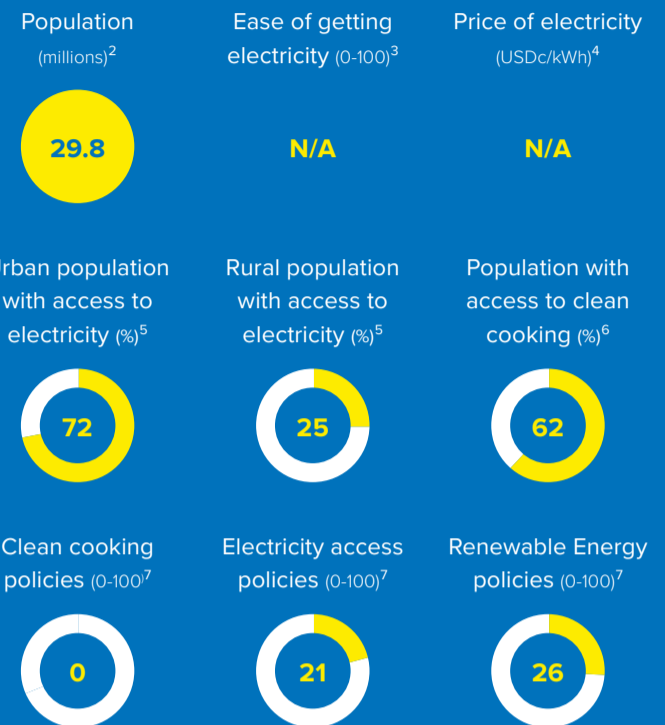 Population
(millions)2
29.8
Ease of getting
electricity (0-100)3
N/A
Price of electricity
(USDc/kWh)4
N/A
rban population
with access to
electricity (%)5
72
Rural population
with access to
electricity (%)5
25
Population with
access to clean
cooking (%)6
62
Clean cooking
policies (0-100)7
0
Electricity access
policies (0-100)7
21
Renewable Energy
policies (0-100)7
26